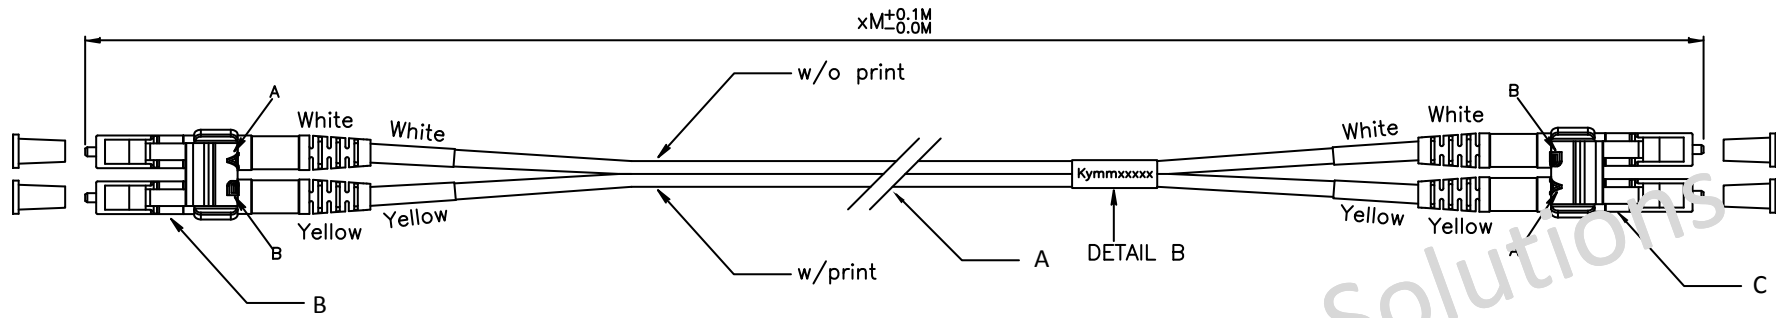 xM+0.1M
-0.0M
w/o print
A
White
White
B
White
White
Kymmxxxxx
Yellow
Yellow
B
Yellow
Yellow
A
w/print
A
DETAIL B
B
C
Solutions